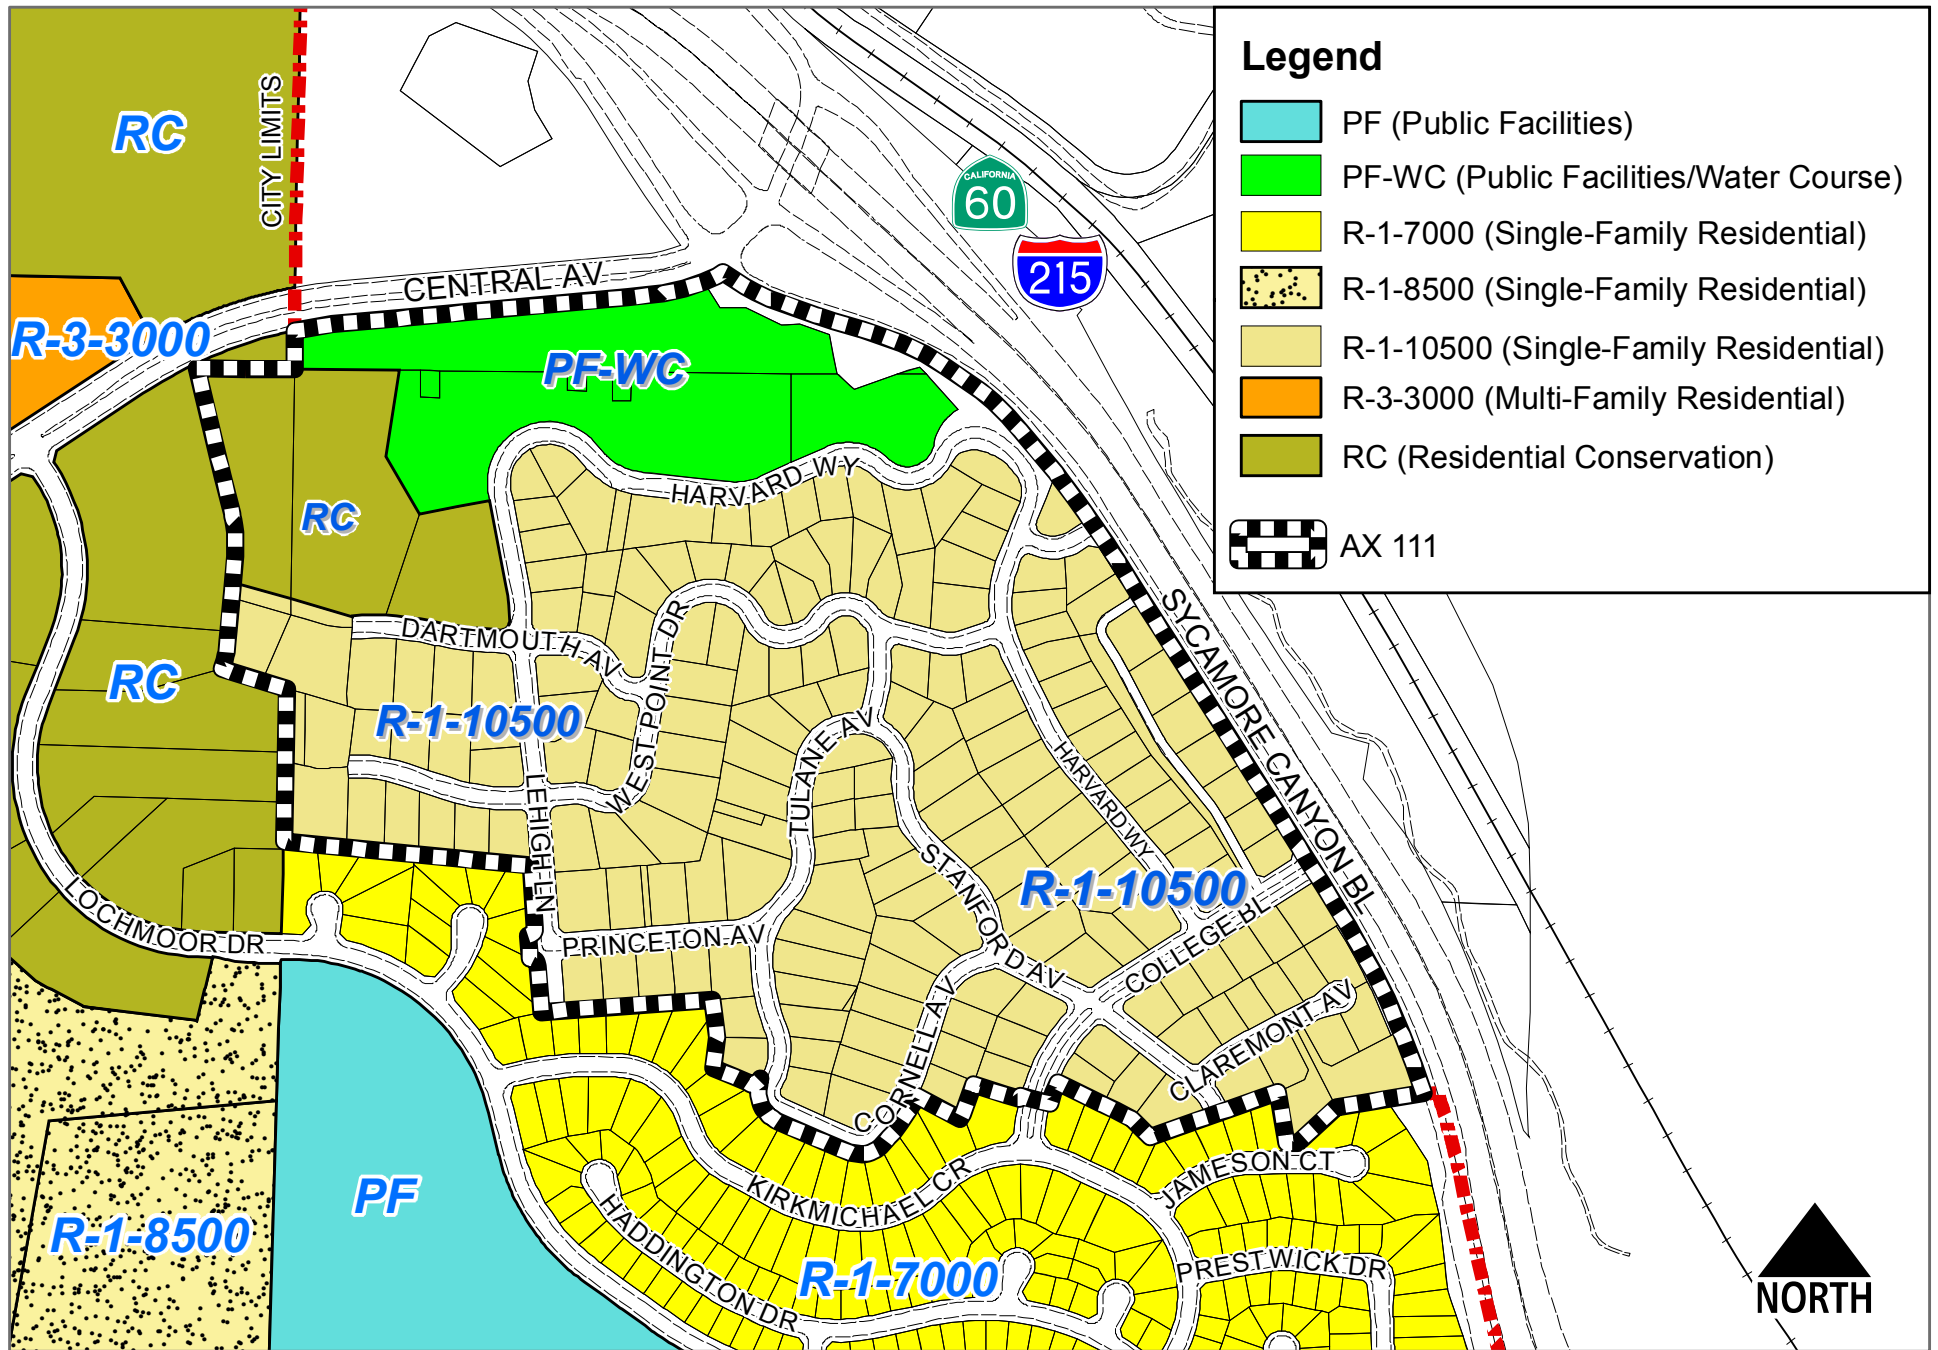 Legend
PF (Public Facilities)
PF-WC (Public Facilities/Water Course)
R-1-7000 (Single-Family Residential)
R-1-8500 (Single-Family Residential)
R-1-10500 (Single-Family Residential)
R-3-3000 (Multi-Family Residential)
RC (Residential Conservation)
AX 111
RC
CITY LIMITS
CALIFORNIA
60
215
CENTRAL AV
R-3-3000
PF-WC
HARVARD WY
RC
DARTMOUTH AV
WEST POINT DR
SYCAMORE CANYON BL
RC
R-1-10500
TULANE AV
HARVARD WY
LEHIGH LN
STANFORD AV
R-1-10500
COLLEGE BL
LOCHMOOR DR
PRINCETON AV
CLAREMONT AV
CORNELL AV
PF
KIRKMICHAEL CR
JAMESON CT
R-1-8500
HADDINGTON DR
R-1-7000
PRESTWICK DR
NORTH